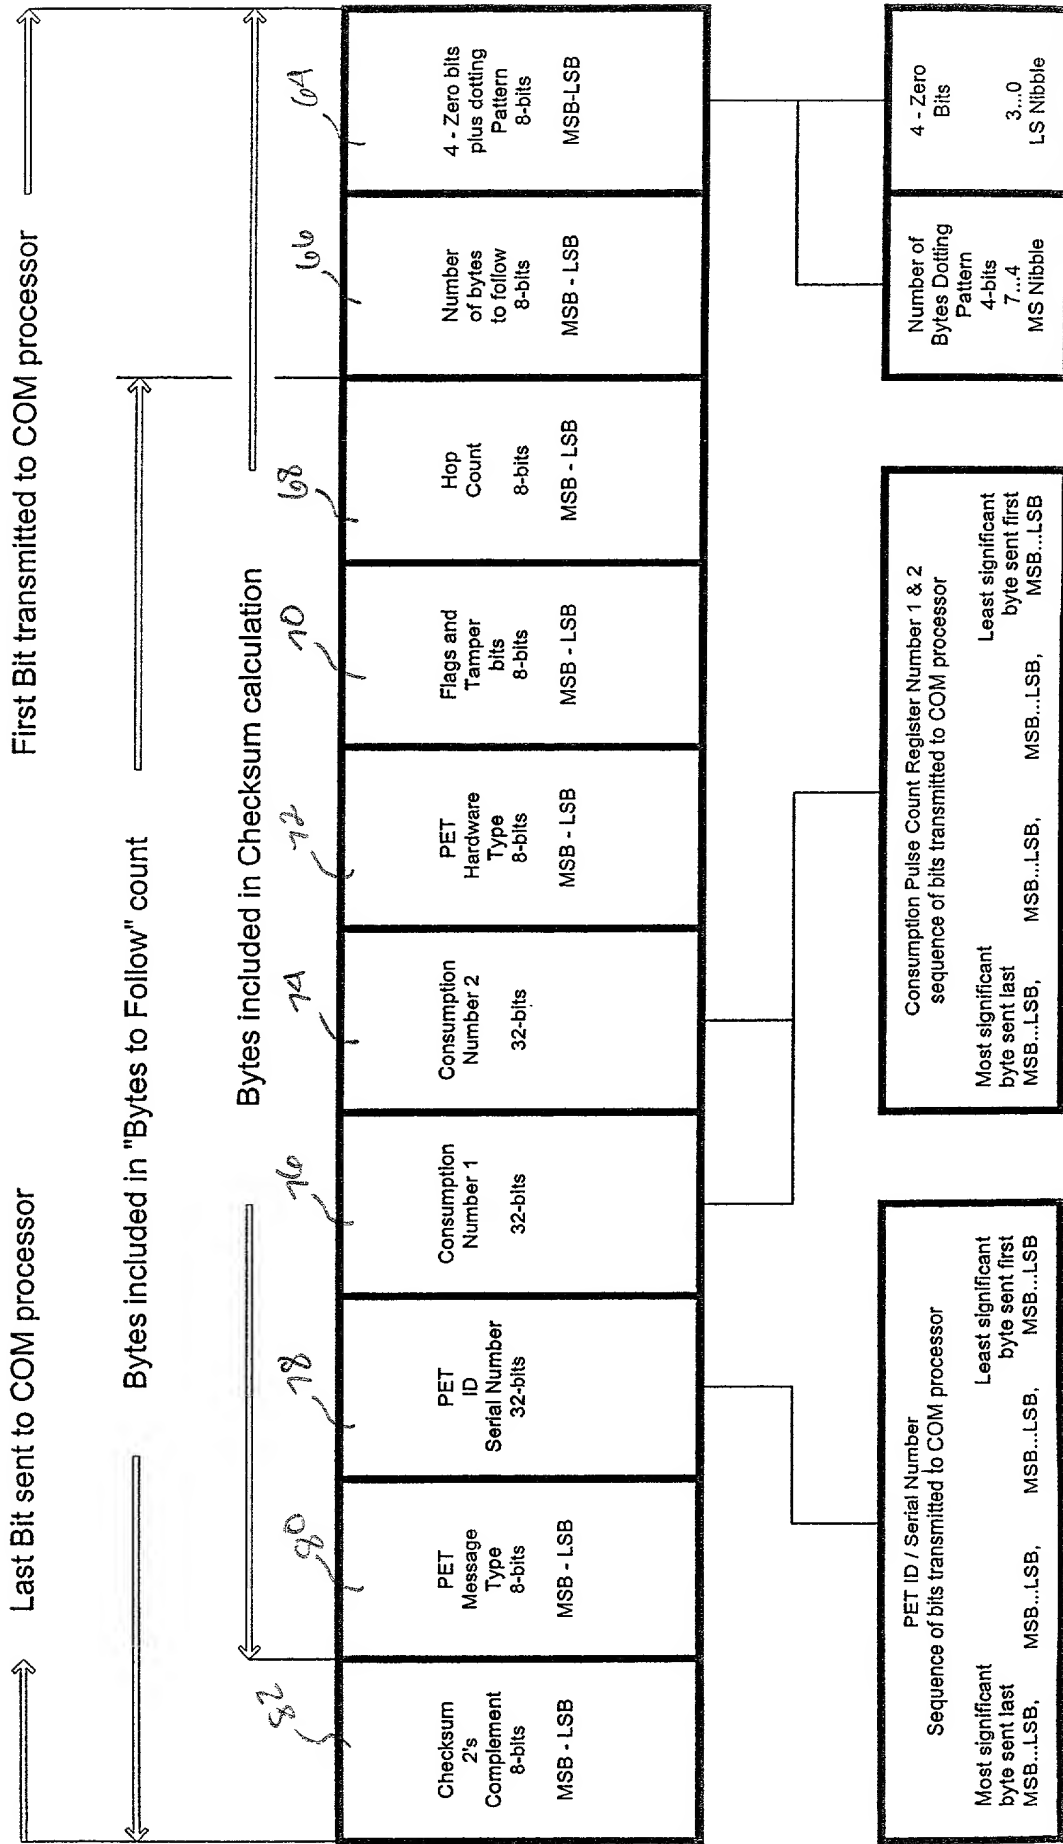 Last Bit sent to COM processor
First Bit transmitted to COM processor
Bytes included in "Bytes to Follow" count
Bytes included in Checksum calculation
82
80
78
76
74
72
70
68
66
64
Checksum
2's
Complement
8-bits
MSB - LSB
PET
Message
Type
8-bits
MSB - LSB
PET
ID
Serial Number
32-bits
Consumption
Number 1
32-bits
Consumption
Number 2
32-bits
PET
Hardware
Type
8-bits
MSB - LSB
Flags and
Tamper
bits
8-bits
MSB - LSB
Hop
Count
8-bits
MSB - LSB
Number
of bytes
to follow
8-bits
MSB - LSB
4 - Zero bits
plus dotting
Pattern
8-bits
MSB-LSB
PET ID / Serial Number
Sequence of bits transmitted to COM processor
Most significant
byte sent last
Least significant
byte sent first
MSB...LSB, MSB...LSB, MSB...LSB, MSB...LSB
Consumption Pulse Count Register Number 1 & 2
sequence of bits transmitted to COM processor
Most significant
byte sent last
Least significant
byte sent first
MSB...LSB, MSB...LSB, MSB...LSB, MSB...LSB
Number of
Bytes Dotting
Pattern
4-bits
7...4
MS Nibble
4 - Zero
Bits
3...0
LS Nibble